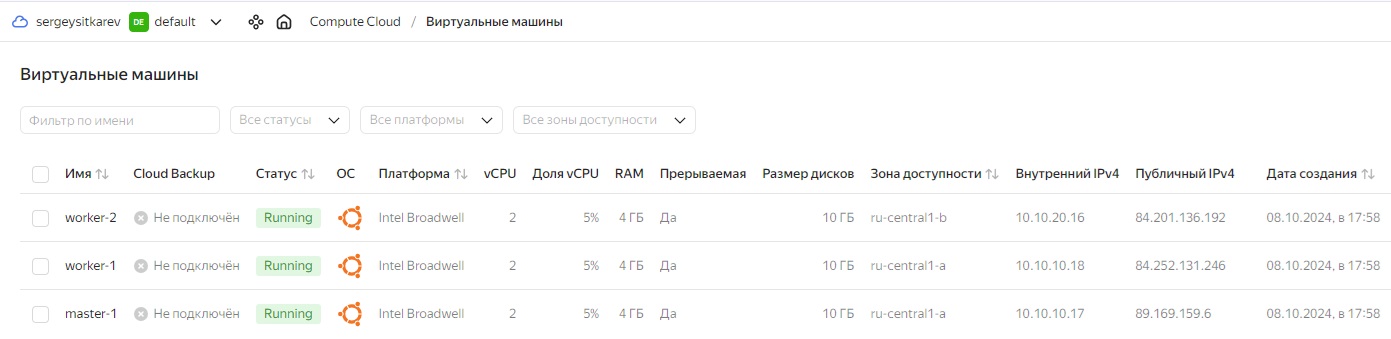 sergeysitkarev DE default Compute Cloud / Виртуальные машины
Виртуальные машины
Фильтр по имени Все статусы Все платформы Все зоны доступности
Имя Cloud Backup Статус ОС Платформа vCPU Доля vCPU RAM Прерываемая Размер дисков Зона доступности Внутренний IPv4 Публичный IPv4 Дата создания
worker-2 Не подключён Running Intel Broadwell 2 5% 4 ГБ Да 10 ГБ ru-central1-b 10.10.20.16 84.201.136.192 08.10.2024, в 17:58
worker-1 Не подключён Running Intel Broadwell 2 5% 4 ГБ Да 10 ГБ ru-central1-a 10.10.10.18 84.252.131.246 08.10.2024, в 17:58
master-1 Не подключён Running Intel Broadwell 2 5% 4 ГБ Да 10 ГБ ru-central1-a 10.10.10.17 89.169.159.6 08.10.2024, в 17:58